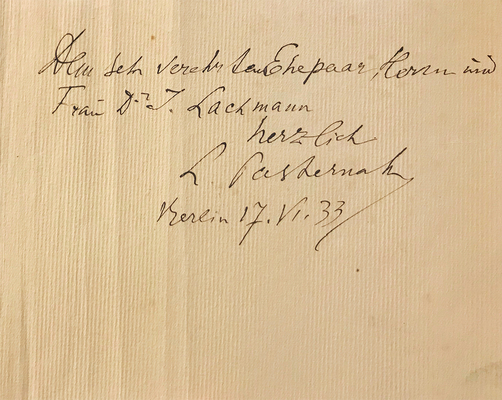 Dem sehr verehrten Ehepaar, Herrn und
Frau Dr. J. Lachmann
herzlich
L. Pasternak
Berlin 17. VI. 33